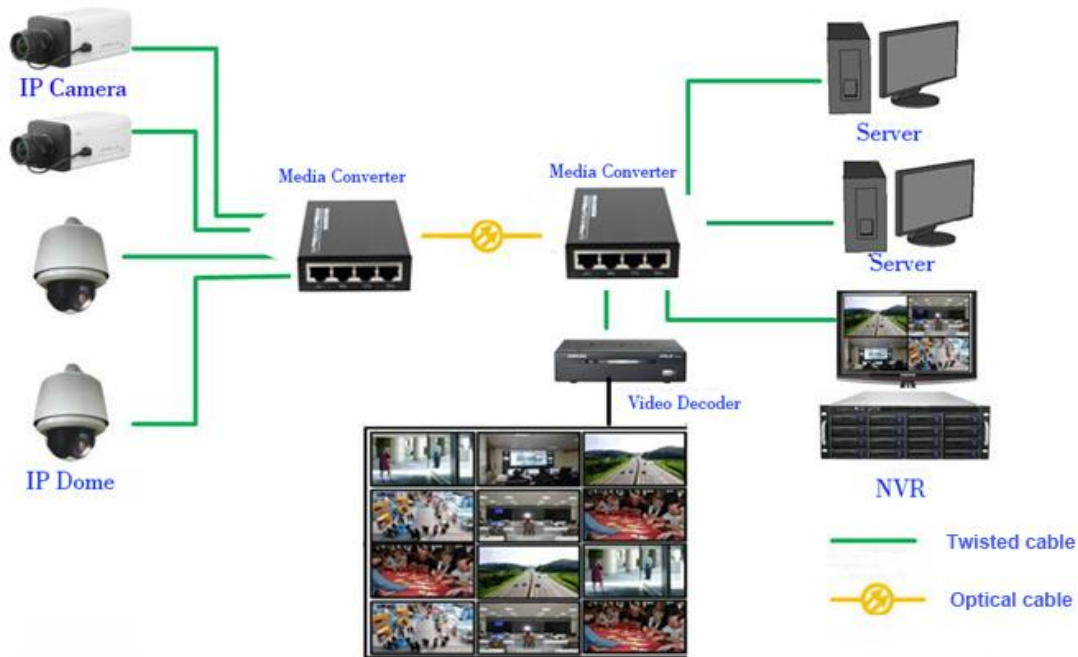 IP Camera
Media Converter
Media Converter
Server
Server
Video Decoder
IP Dome
NVR
Twisted cable
Optical cable